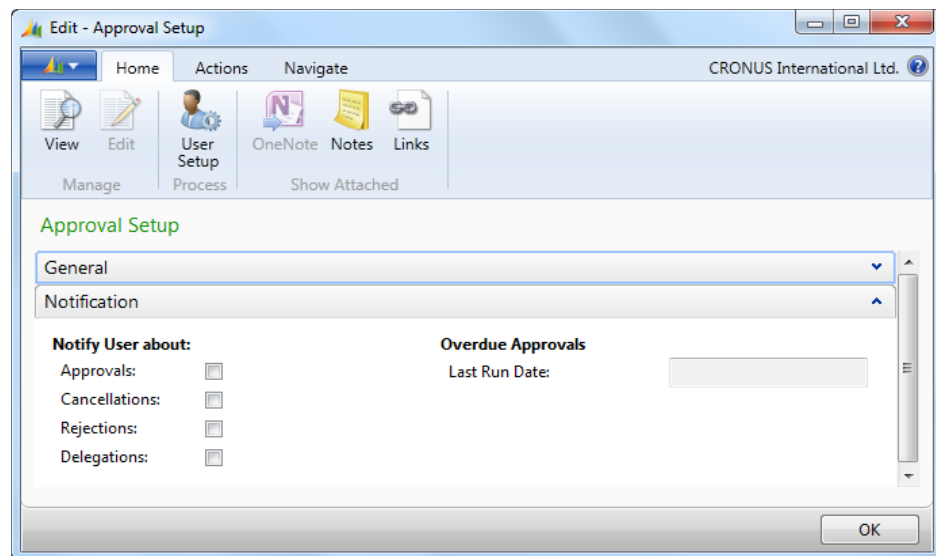 Edit - Approval Setup
Home Actions Navigate CRONUS International Ltd.
View Edit User Setup OneNote Notes Links
Manage Process Show Attached
Approval Setup
General
Notification
Notify User about: Overdue Approvals
Approvals: Last Run Date:
Cancellations:
Rejections:
Delegations:
OK